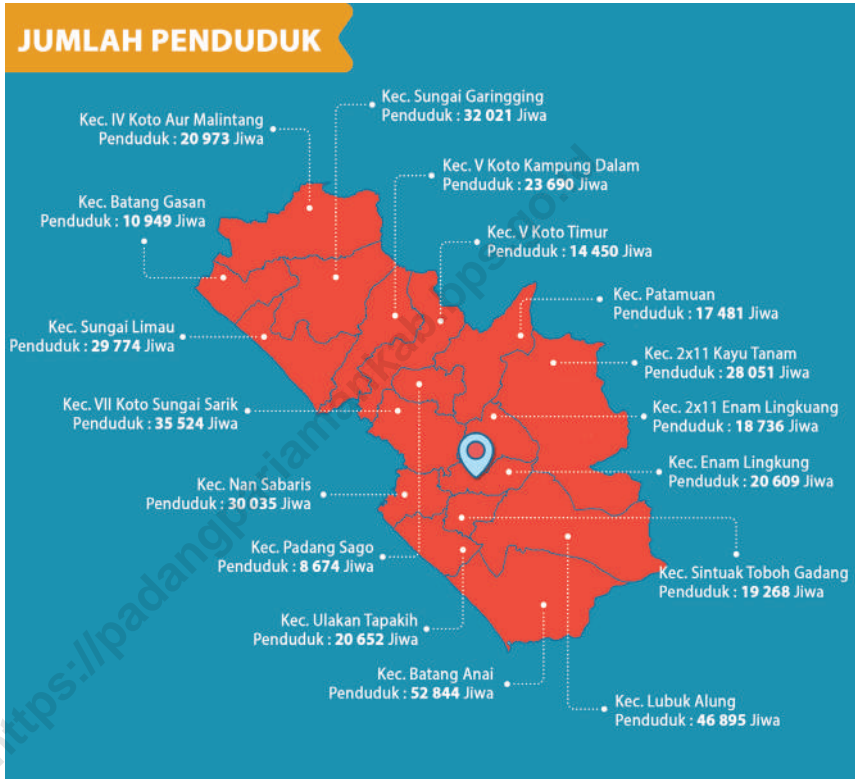 JUMLAH PENDUDUK
Kec. Sungai Garingging
Penduduk : 32 021 Jiwa
Kec. IV Koto Aur Malintang
Penduduk : 20 973 Jiwa
Kec. V Koto Kampung Dalam
Penduduk : 23 690 Jiwa
Kec. Batang Gasan
Penduduk : 10 949 Jiwa
Kec. V Koto Timur
Penduduk : 14 450 Jiwa
Kec. Patamuan
Penduduk : 17 481 Jiwa
Kec. Sungai Limau
Penduduk : 29 774 Jiwa
Kec. 2x11 Kayu Tanam
Penduduk : 28 051 Jiwa
Kec. VII Koto Sungai Sarik
Penduduk : 35 524 Jiwa
Kec. 2x11 Enam Lingkuang
Penduduk : 18 736 Jiwa
Kec. Enam Lingkung
Penduduk : 20 609 Jiwa
Kec. Nan Sabaris
Penduduk : 30 035 Jiwa
Kec. Padang Sago
Penduduk : 8 674 Jiwa
Kec. Sintuak Toboh Gadang
Penduduk : 19 268 Jiwa
Kec. Ulakan Tapakih
Penduduk : 20 652 Jiwa
Kec. Batang Anai
Penduduk : 52 844 Jiwa
Kec. Lubuk Alung
Penduduk : 46 895 Jiwa
https://padangpariamankab.bps.go.id